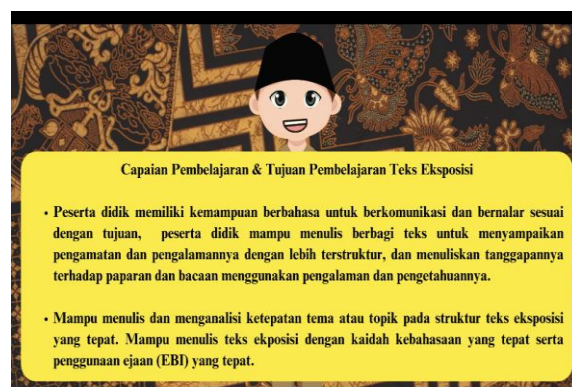 Capaian Pembelajaran & Tujuan Pembelajaran Teks Eksposisi
• Peserta didik memiliki kemampuan berbahasa untuk berkomunikasi dan bernalar sesuai
dengan tujuan, peserta didik mampu menulis berbagi teks untuk menyampaikan
pengamatan dan pengalamannya dengan lebih terstruktur, dan menuliskan tanggapannya
terhadap paparan dan bacaan menggunakan pengalaman dan pengetahuannya.
• Mampu menulis dan menganalisi ketepatan tema atau topik pada struktur teks eksposisi
yang tepat. Mampu menulis teks ekposisi dengan kaidah kebahasaan yang tepat serta
penggunaan ejaan (EBI) yang tepat.